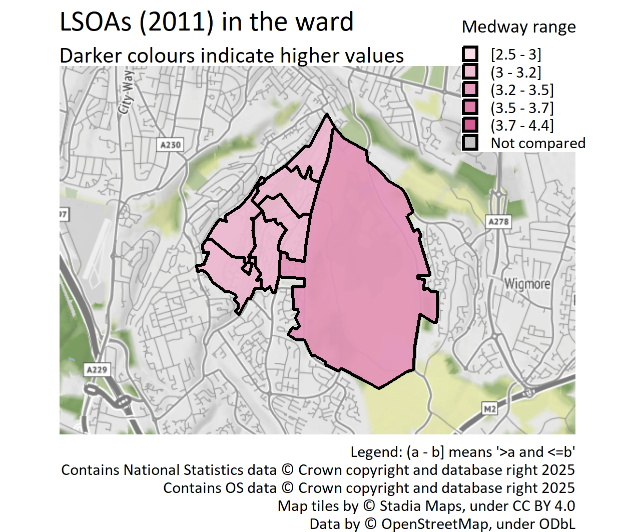 LSOAs (2011) in the ward
Darker colours indicate higher values
Medway range
[2.5 - 3]
(3 - 3.2]
(3.2 - 3.5]
(3.5 - 3.7]
(3.7 - 4.4]
Not compared
City Way
A230
97
A278
Wigmore
A229
M2
Legend: (a - b] means '>a and <=b'
Contains National Statistics data © Crown copyright and database right 2025
Contains OS data © Crown copyright and database right 2025
Map tiles by © Stadia Maps, under CC BY 4.0
Data by © OpenStreetMap, under ODbL